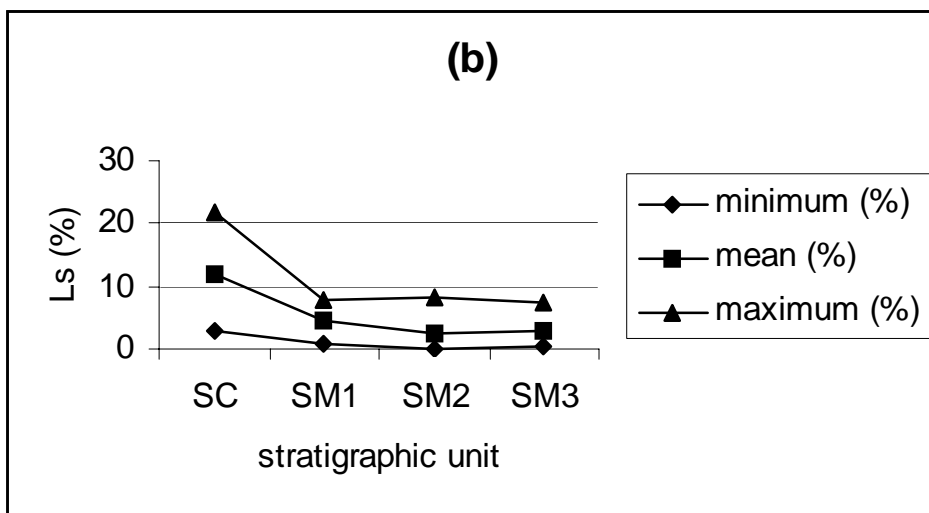 (b)
30
20
10
0
Ls (%)
SC SM1 SM2 SM3
stratigraphic unit
minimum (%)
mean (%)
maximum (%)